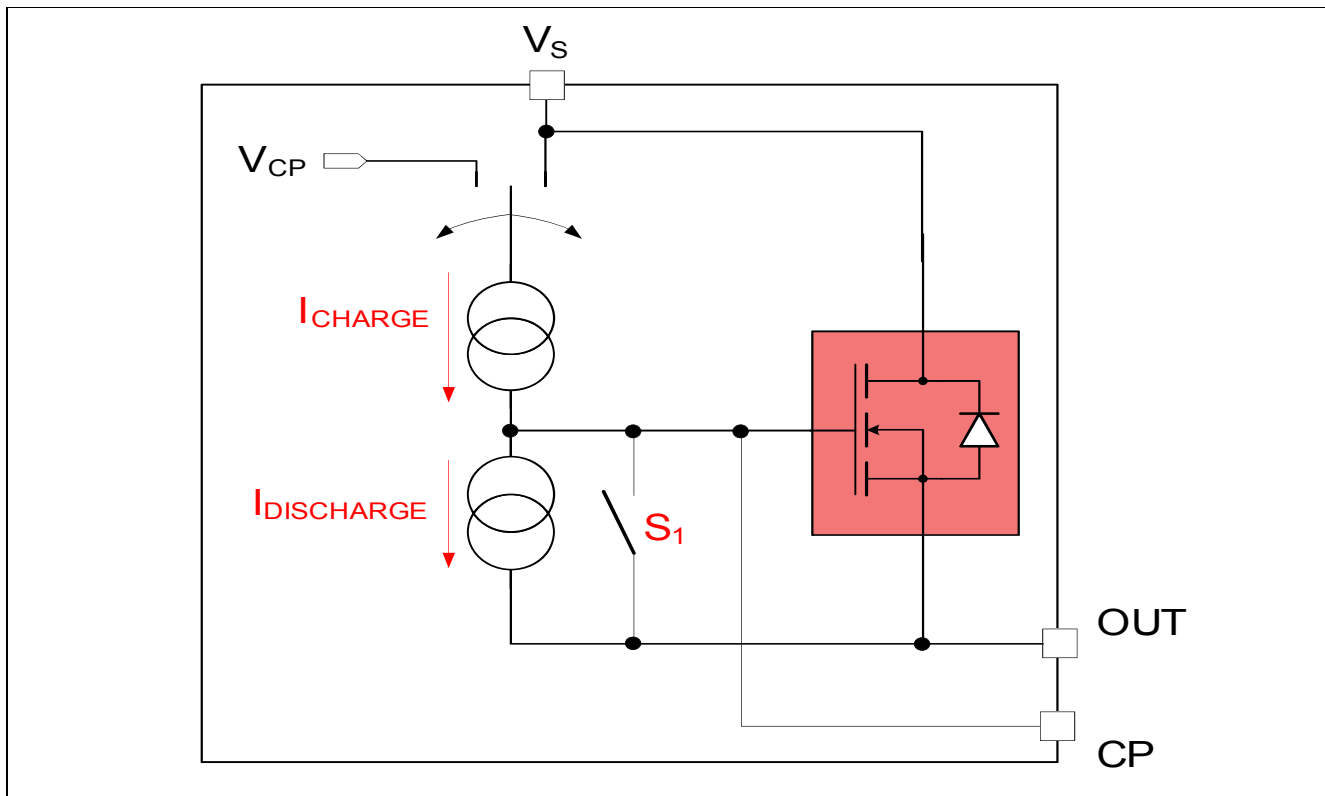 VS
VCP
ICHARGE
IDISCHARGE
S1
OUT
CP